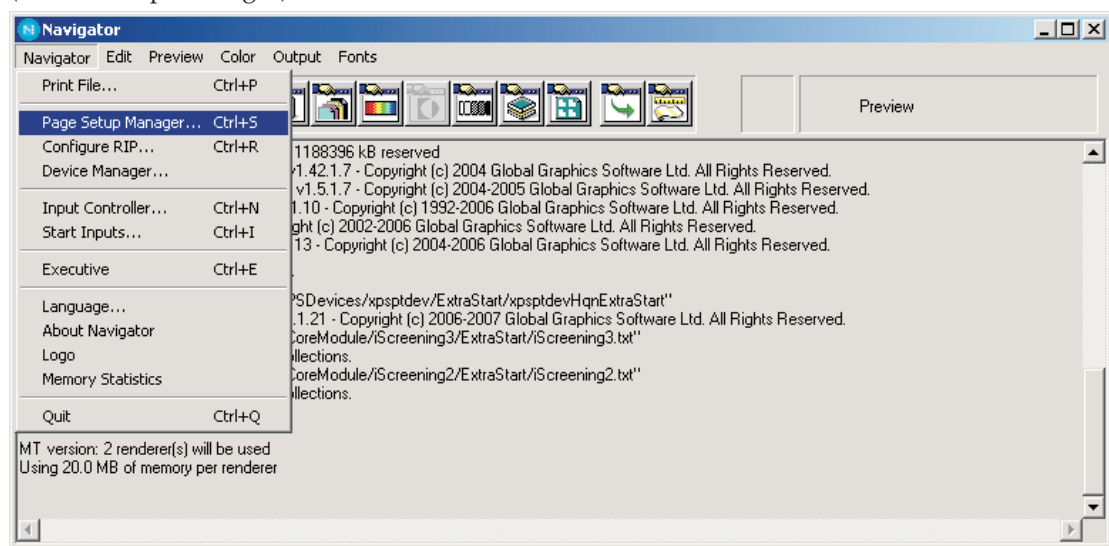 Navigator
Navigator Edit Preview Color Output Fonts
Print File... Ctrl+P
Page Setup Manager... Ctrl+S
Configure RIP... Ctrl+R
Device Manager...
Input Controller... Ctrl+N
Start Inputs... Ctrl+I
Executive Ctrl+E
Language...
About Navigator
Logo
Memory Statistics
Quit Ctrl+Q
Preview
1188396 kB reserved
v1.42.1.7 - Copyright (c) 2004 Global Graphics Software Ltd. All Rights Reserved.
v1.5.1.7 - Copyright (c) 2004-2005 Global Graphics Software Ltd. All Rights Reserved.
1.10 - Copyright (c) 1992-2006 Global Graphics Software Ltd. All Rights Reserved.
ght (c) 2002-2006 Global Graphics Software Ltd. All Rights Reserved.
13 - Copyright (c) 2004-2006 Global Graphics Software Ltd. All Rights Reserved.
PSDevices/xpsptdev/ExtraStart/xpsptdevHqnExtraStart"
.1.21 - Copyright (c) 2006-2007 Global Graphics Software Ltd. All Rights Reserved.
CoreModule/iScreening3/ExtraStart/iScreening3.txt"
ollections.
CoreModule/iScreening2/ExtraStart/iScreening2.txt"
ollections.
MT version: 2 renderer(s) will be used
Using 20.0 MB of memory per renderer